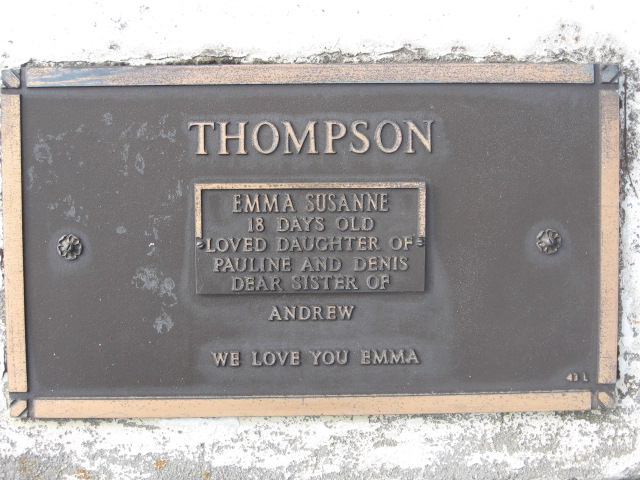 THOMPSON
EMMA SUSANNE
18 DAYS OLD
LOVED DAUGHTER OF
PAULINE AND DENIS
DEAR SISTER OF
ANDREW
WE LOVE YOU EMMA